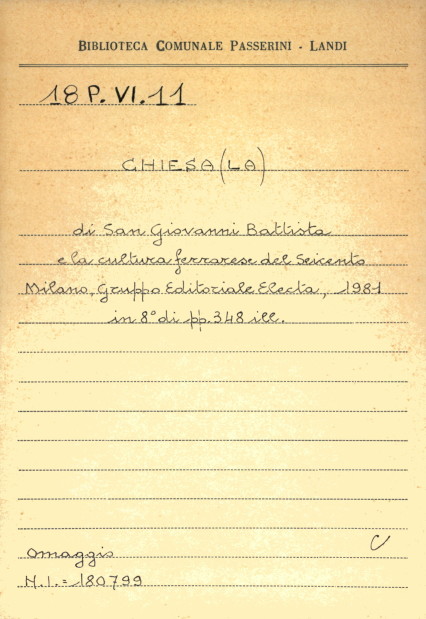 BIBLIOTECA COMUNALE PASSERINI - LANDI
18 P. VI. 11
CHIESA (LA)
di San Giovanni Battista
e la cultura ferrarese del Seicento
Milano, Gruppo Editoriale Electa, 1981
in 8° di pp. 348 ill.
C
Omaggio
N.I. = 180799